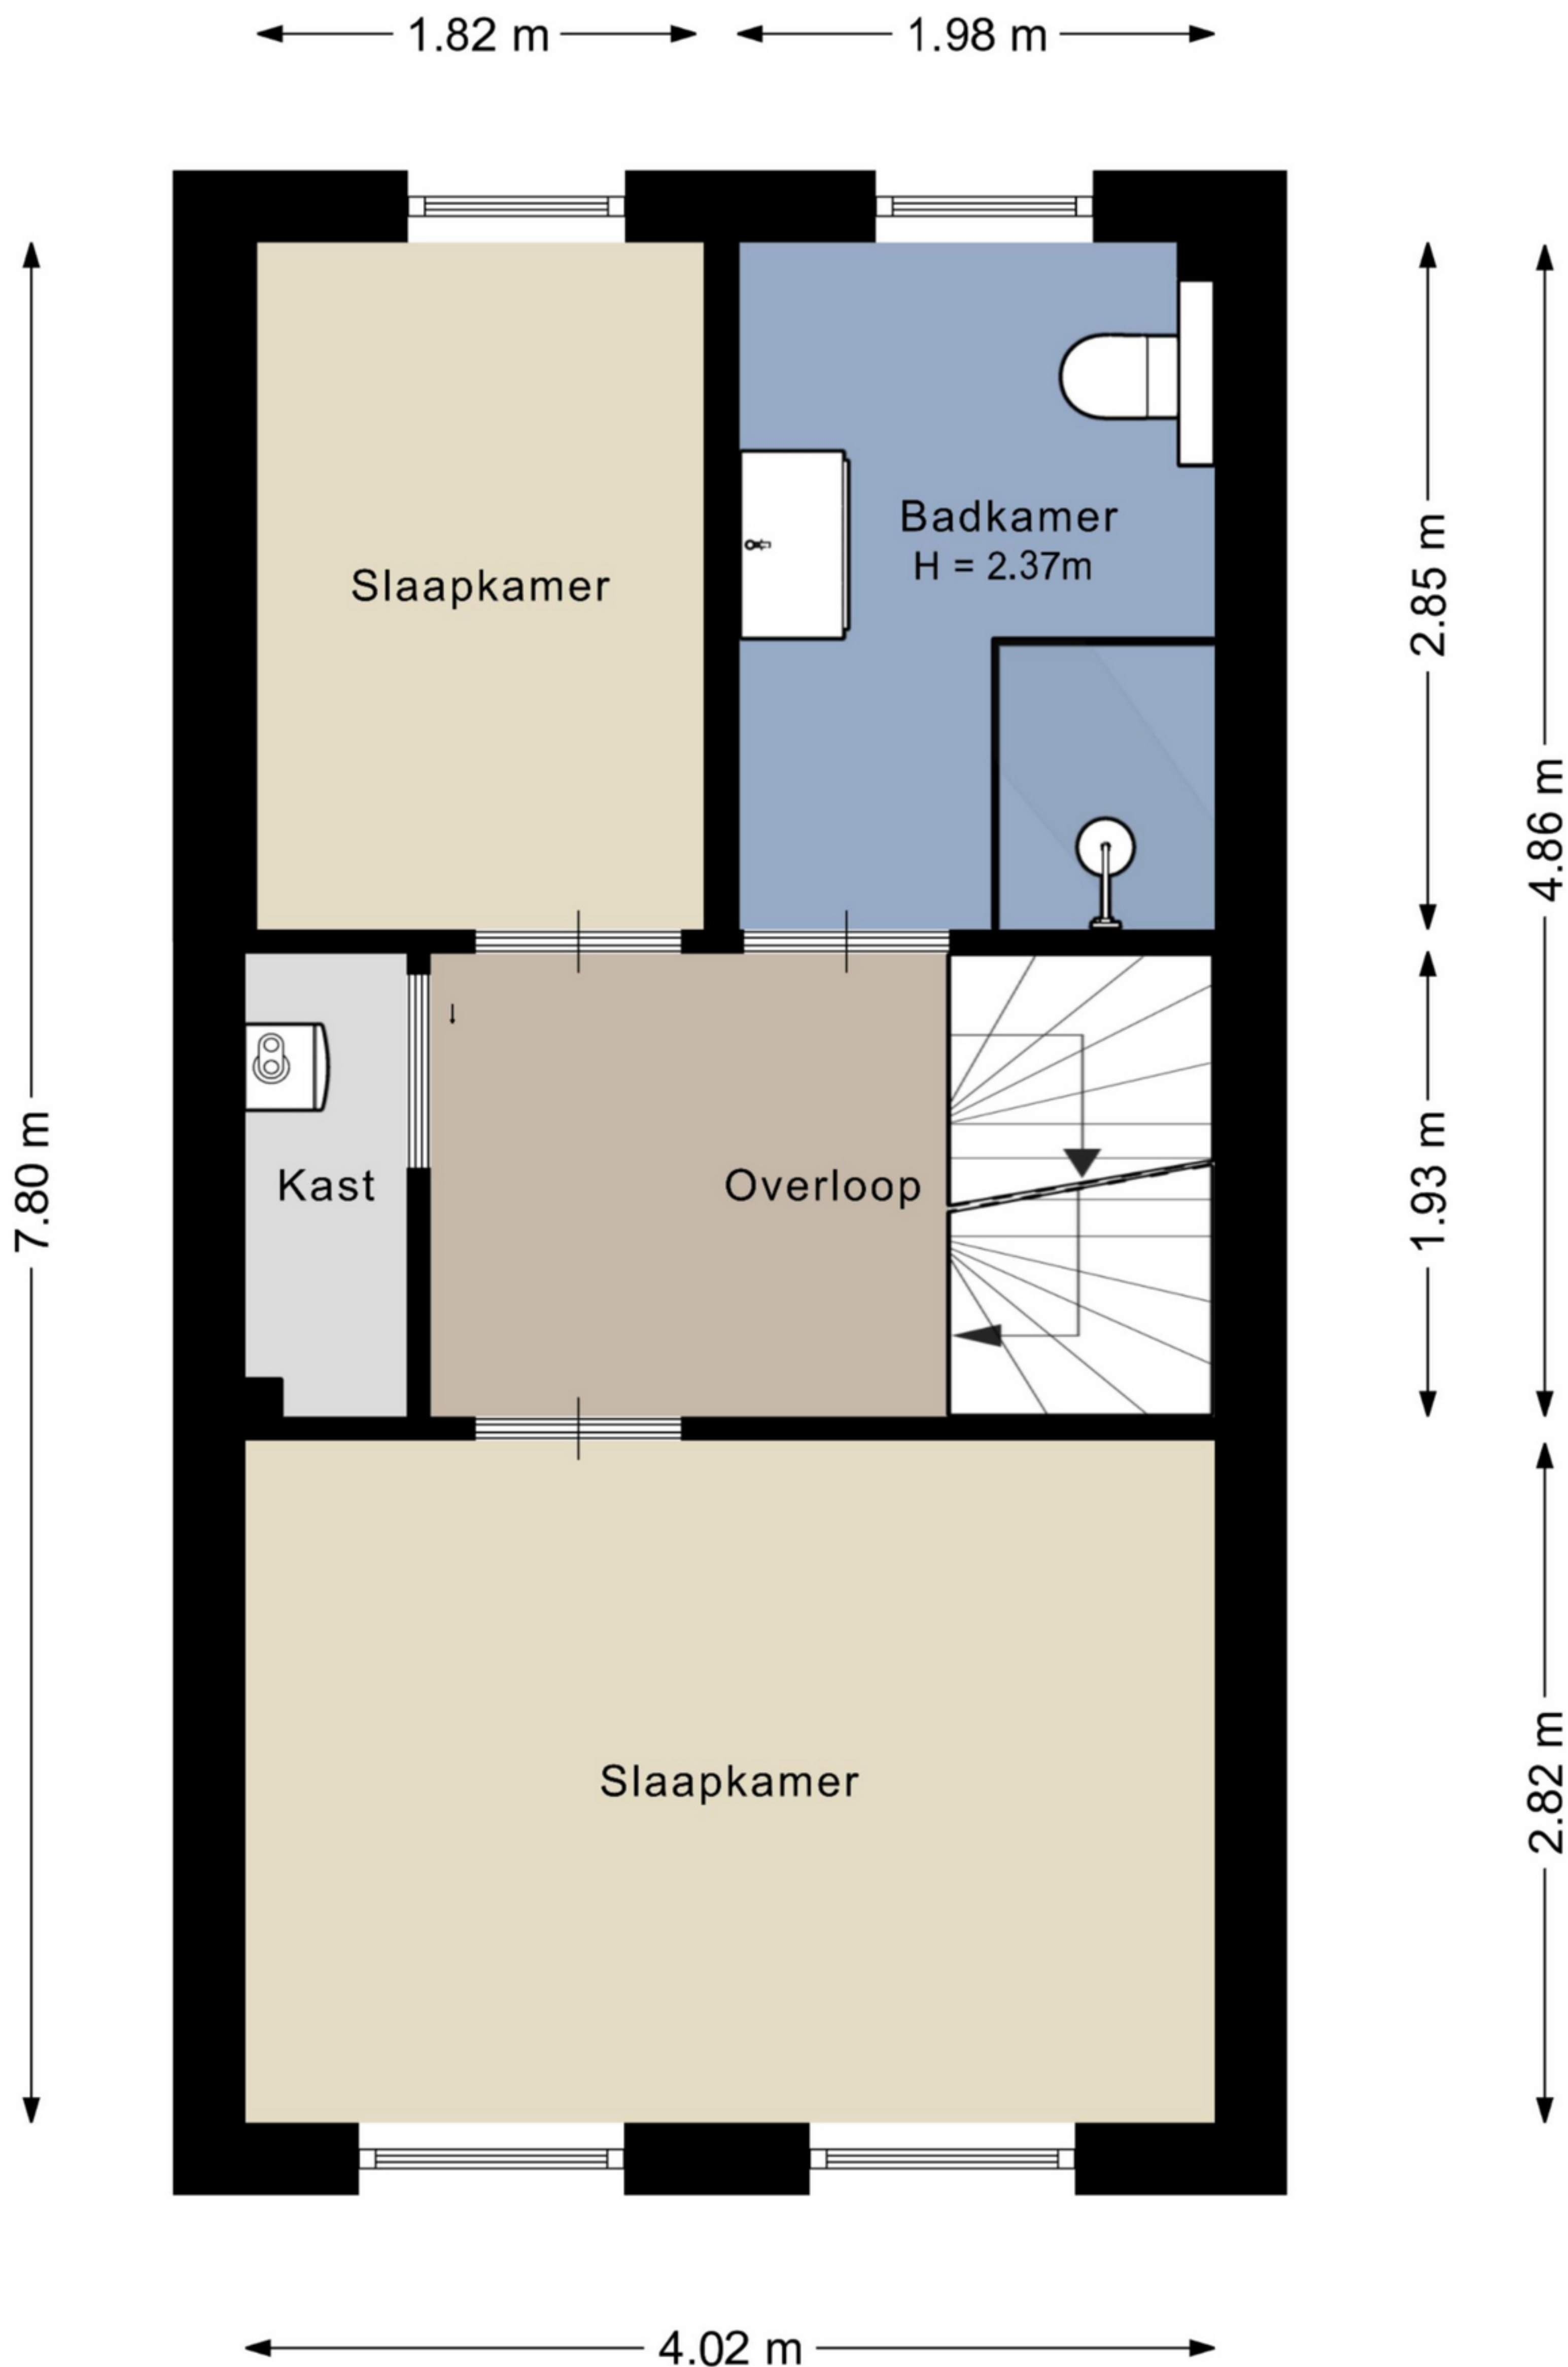 1.82 m
1.98 m
Badkamer
H = 2.37m
Slaapkamer
2.85 m
4.86 m
7.80 m
Kast
Overloop
1.93 m
Slaapkamer
2.82 m
4.02 m